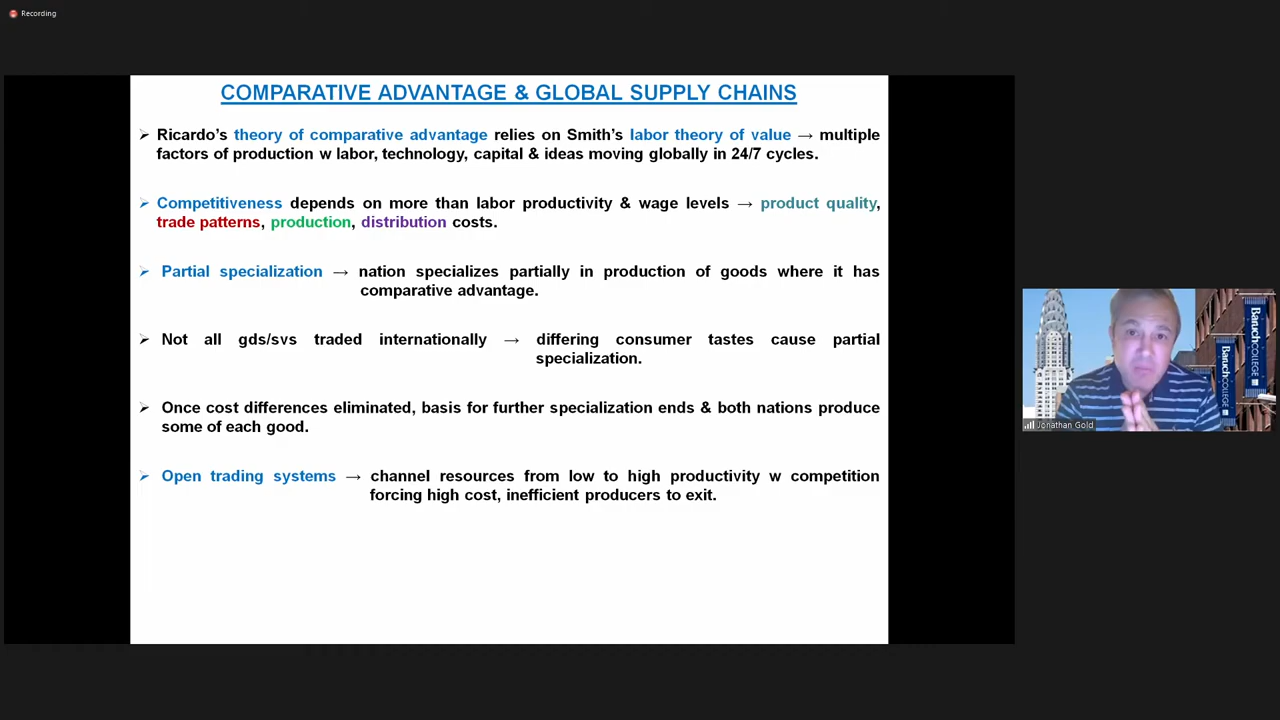 Recording
COMPARATIVE ADVANTAGE & GLOBAL SUPPLY CHAINS
➢ Ricardo's theory of comparative advantage relies on Smith's labor theory of value → multiple
factors of production w labor, technology, capital & ideas moving globally in 24/7 cycles.
➢ Competitiveness depends on more than labor productivity & wage levels → product quality,
trade patterns, production, distribution costs.
➢ Partial specialization → nation specializes partially in production of goods where it has
comparative advantage.
➢ Not all gds/svs traded internationally → differing consumer tastes cause partial
specialization.
➢ Once cost differences eliminated, basis for further specialization ends & both nations produce
some of each good.
➢ Open trading systems → channel resources from low to high productivity w competition
forcing high cost, inefficient producers to exit.
Baruch COLLEGE
Baruch COLLEGE
Jonathan Gold